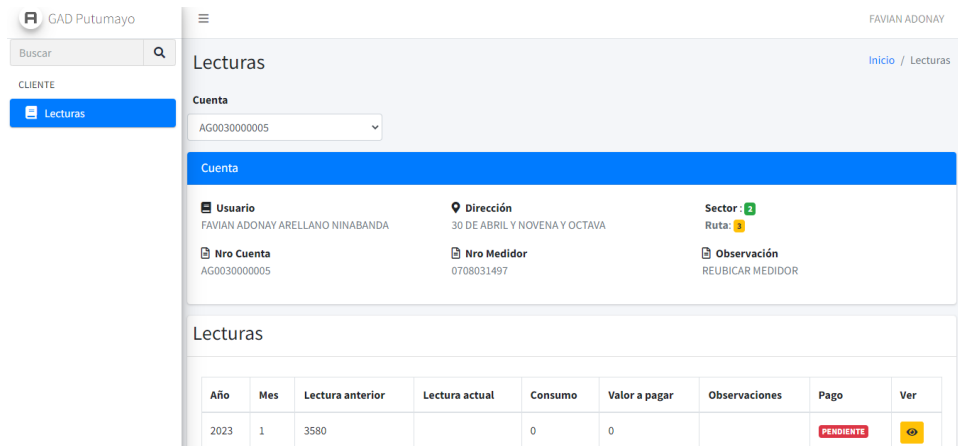 GAD Putumayo
FAVIAN ADONAY
Buscar
CLIENTE
Lecturas
Lecturas
Inicio / Lecturas
Cuenta
AG0030000005
Cuenta
Usuario
FAVIAN ADONAY ARELLANO NINABANDA
Dirección
30 DE ABRIL Y NOVENA Y OCTAVA
Sector : 2
Ruta: 3
Nro Cuenta
AG0030000005
Nro Medidor
0708031497
Observación
REUBICAR MEDIDOR
Lecturas
Año Mes Lectura anterior Lectura actual Consumo Valor a pagar Observaciones Pago Ver
2023 1 3580 0 0 PENDIENTE